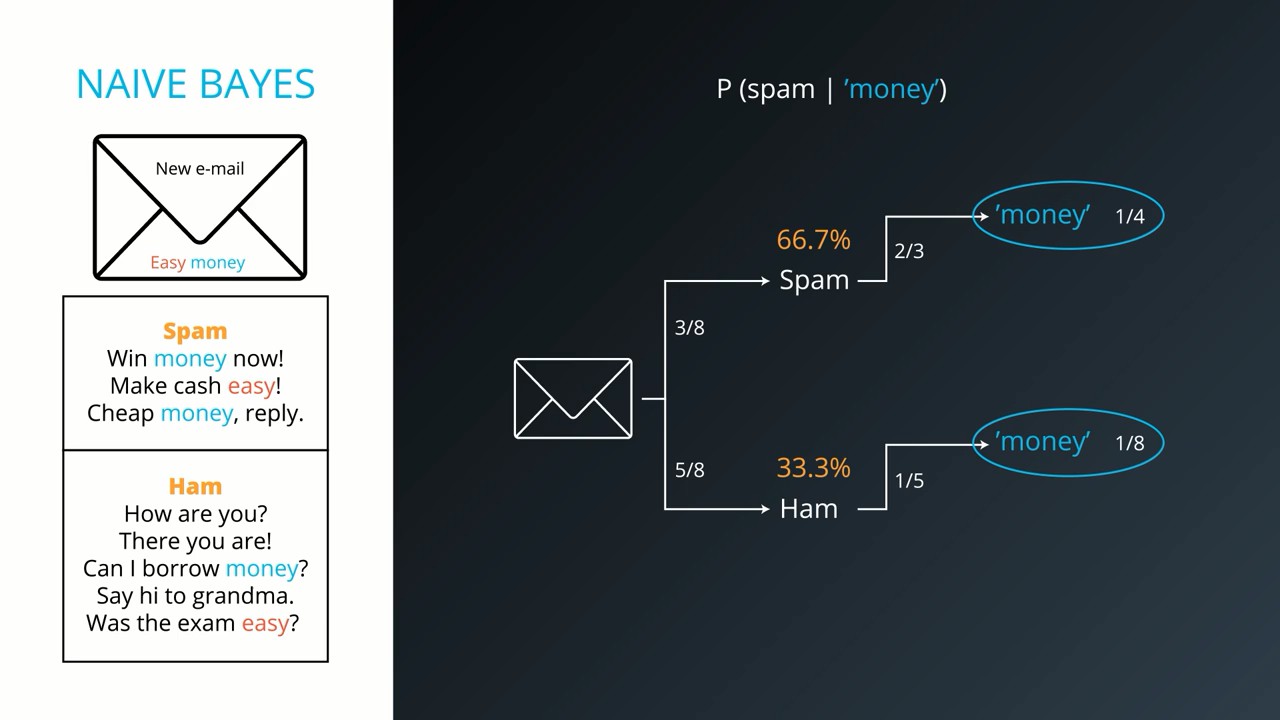 NAIVE BAYES
New e-mail
Easy money
Spam
Win money now!
Make cash easy!
Cheap money, reply.
Ham
How are you?
There you are!
Can I borrow money?
Say hi to grandma.
Was the exam easy?
P (spam | ’money’)
’money’ 1/4
66.7%
2/3
Spam
3/8
’money’ 1/8
33.3%
5/8
1/5
Ham